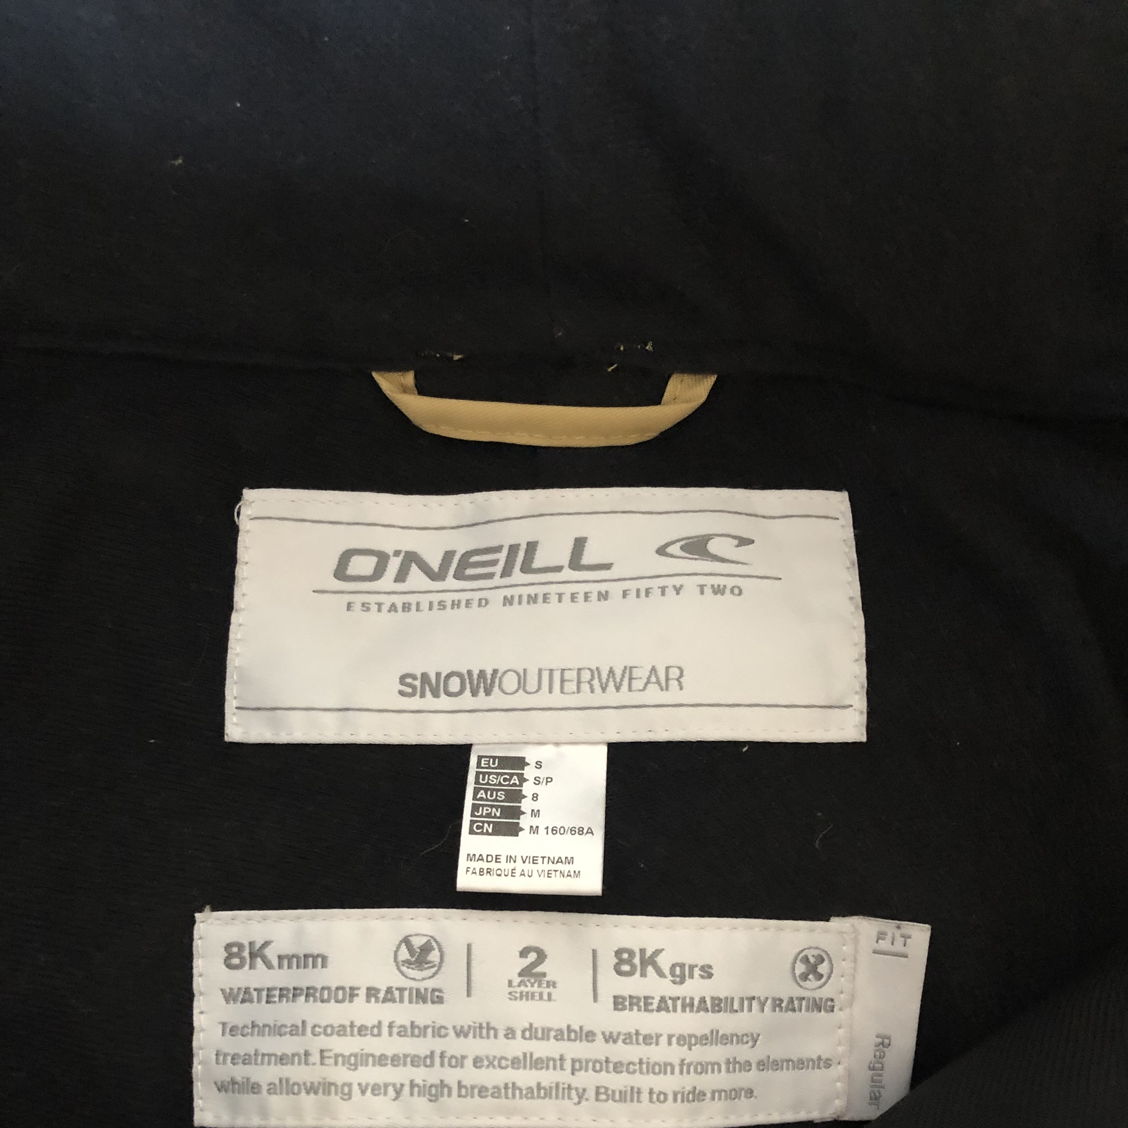 O'NEILL
ESTABLISHED NINETEEN FIFTY TWO
SNOWOUTERWEAR
EU S
US/CA S/P
AUS 8
JPN M
CN M 160/68A
MADE IN VIETNAM
FABRIQUÉ AU VIETNAM
8Kmm
WATERPROOF RATING
2
LAYER
SHELL
8Kgrs
BREATHABILITY RATING
Technical coated fabric with a durable water repellency
treatment. Engineered for excellent protection from the elements
while allowing very high breathability. Built to ride more.
FIT
Regular